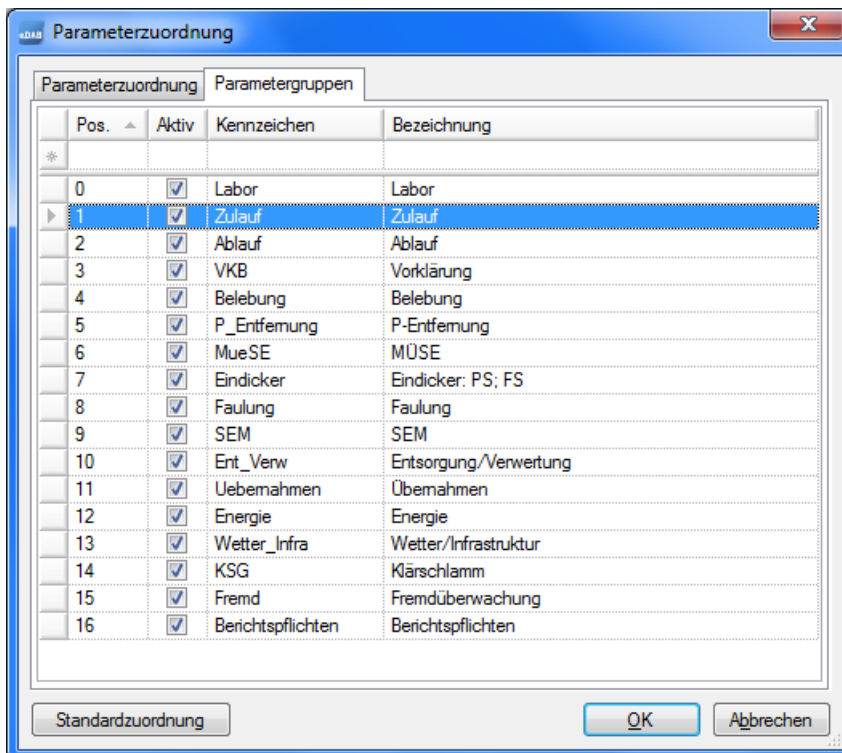 eDAB Parameterzuordnung
Parameterzuordnung Parametergruppen
Pos. Aktiv Kennzeichen Bezeichnung
0 Labor Labor
1 Zulauf Zulauf
2 Ablauf Ablauf
3 VKB Vorklärung
4 Belebung Belebung
5 P_Entfernung P-Entfernung
6 MueSE MÜSE
7 Eindicker Eindicker: PS; FS
8 Faulung Faulung
9 SEM SEM
10 Ent_Verw Entsorgung/Verwertung
11 Uebernahmen Übernahmen
12 Energie Energie
13 Wetter_Infra Wetter/Infrastruktur
14 KSG Klärschlamm
15 Fremd Fremdüberwachung
16 Berichtspflichten Berichtspflichten
Standardzuordnung OK Abbrechen